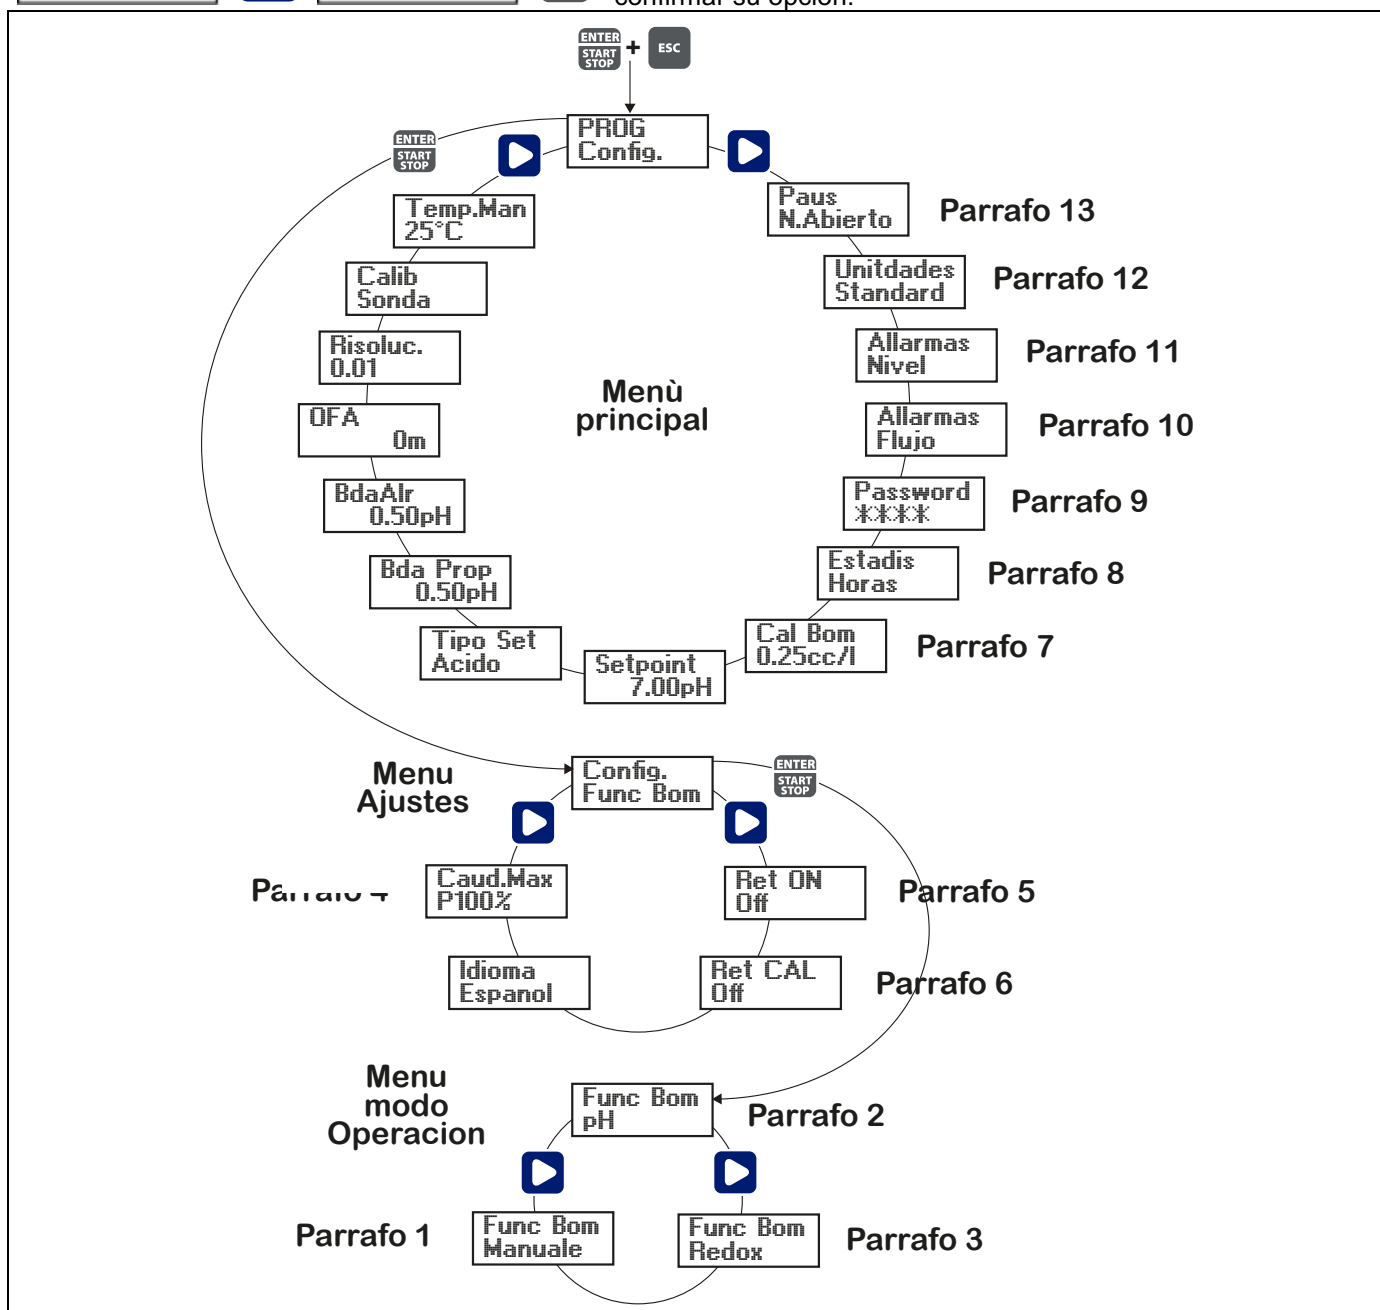 confirmar su opción.
ENTER
START
STOP
+
ESC
PROG
Config.
ENTER
START
STOP
Temp.Man
25°C
Calib
Sonda
Risoluc.
0.01
OFA
0m
BdaAlr
0.50pH
Bda Prop
0.50pH
Tipo Set
Acido
Setpoint
7.00pH
Menù
principal
Paus
N.Abierto
Parrafo 13
Unitdades
Standard
Parrafo 12
Allarmas
Nivel
Parrafo 11
Allarmas
Flujo
Parrafo 10
Password
****
Parrafo 9
Estadis
Horas
Parrafo 8
Cal Bom
0.25cc/l
Parrafo 7
Menu
Ajustes
Config.
Func Bom
ENTER
START
STOP
Parrafo 4
Caud.Max
P100%
Ret ON
Off
Parrafo 5
Idioma
Espanol
Ret CAL
Off
Parrafo 6
Menu
modo
Operacion
Func Bom
pH
Parrafo 2
Parrafo 1
Func Bom
Manuale
Func Bom
Redox
Parrafo 3